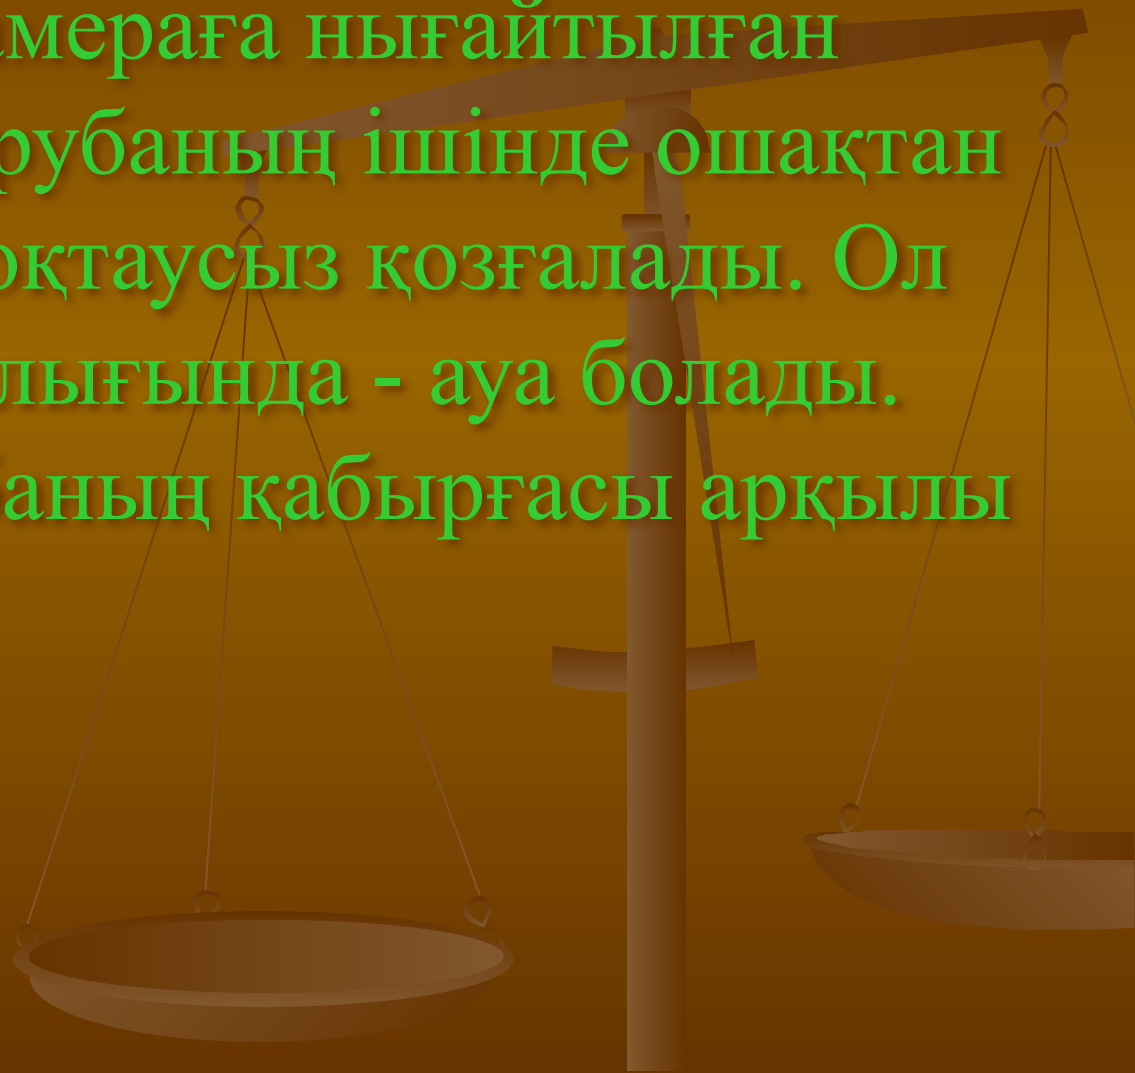 мераға нығайтылған
рубаның ішінде ошақтан
оқтаусыз қозғалады. Ол
лығында - ауа болады.
аның қабырғасы арқылы